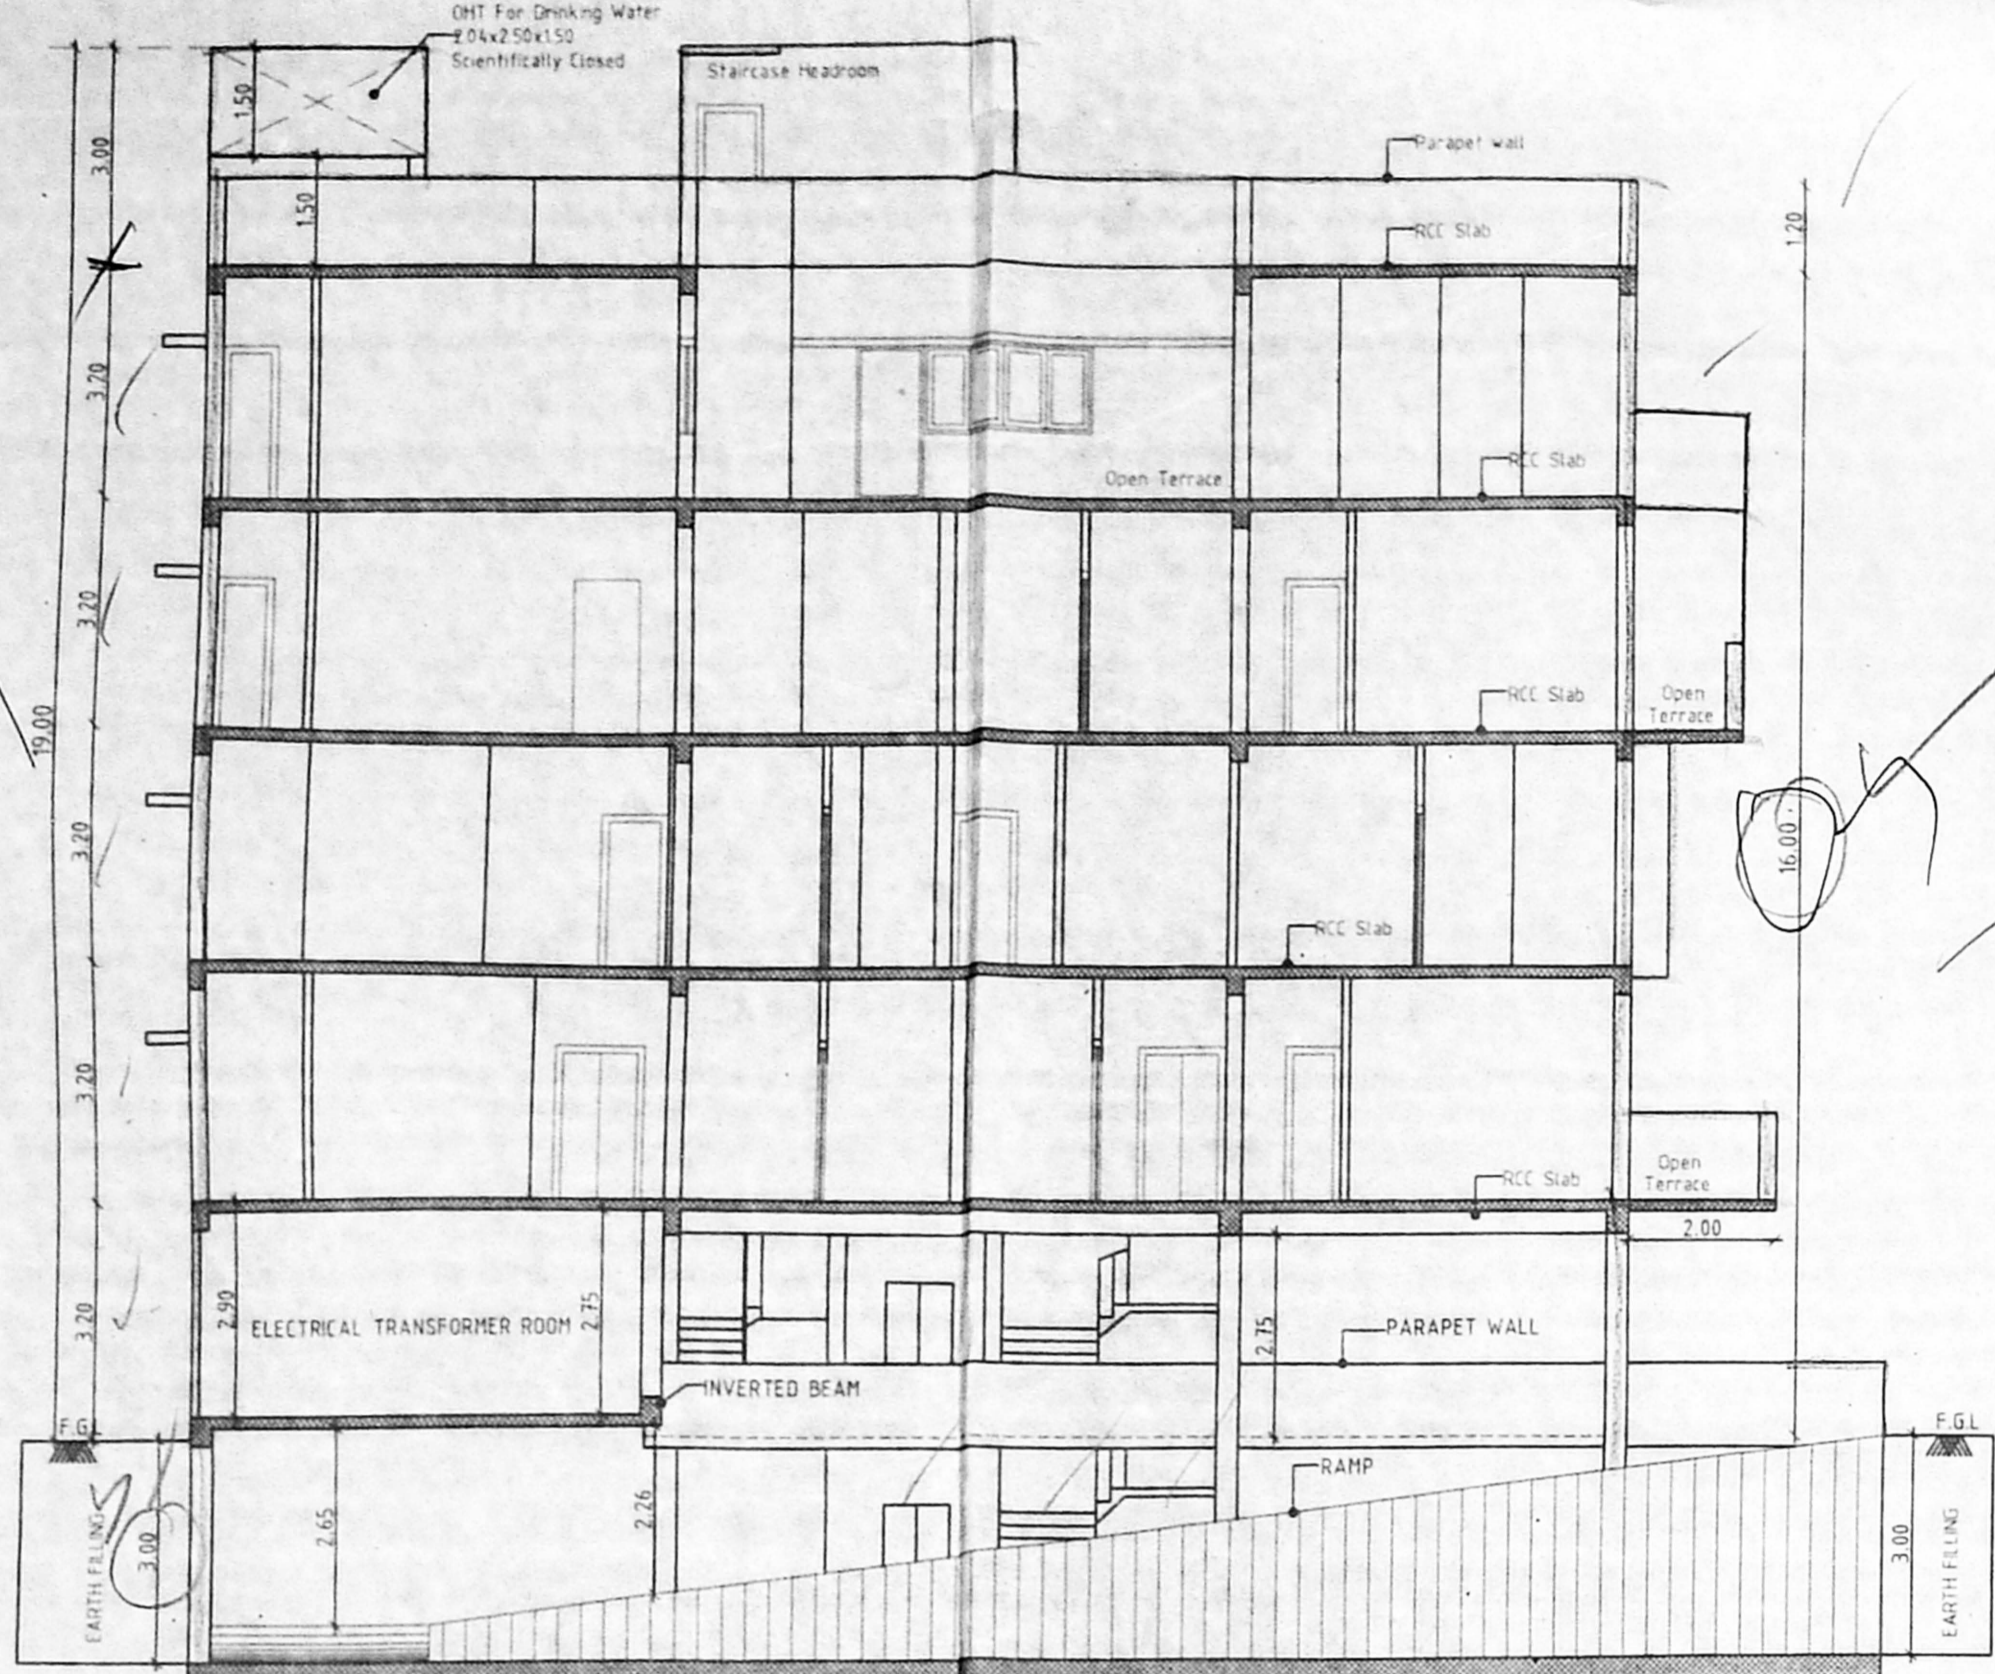 OHT For Drinking Water
2.04x2.50x1.50
Scientifically Closed
Staircase Headroom
1.50
3.00
Parapet wall
1.50
RCC Slab
1.20
3.20
RCC Slab
Open Terrace
3.20
RCC Slab
Open
Terrace
19.00
3.20
16.00
RCC Slab
3.20
Open
Terrace
RCC Slab
2.00
2.90
ELECTRICAL TRANSFORMER ROOM
2.75
3.20
2.75
PARAPET WALL
INVERTED BEAM
F.G.L
F.G.L
RAMP
2.65
2.26
3.00
EARTH FILLING
3.00
EARTH FILLING